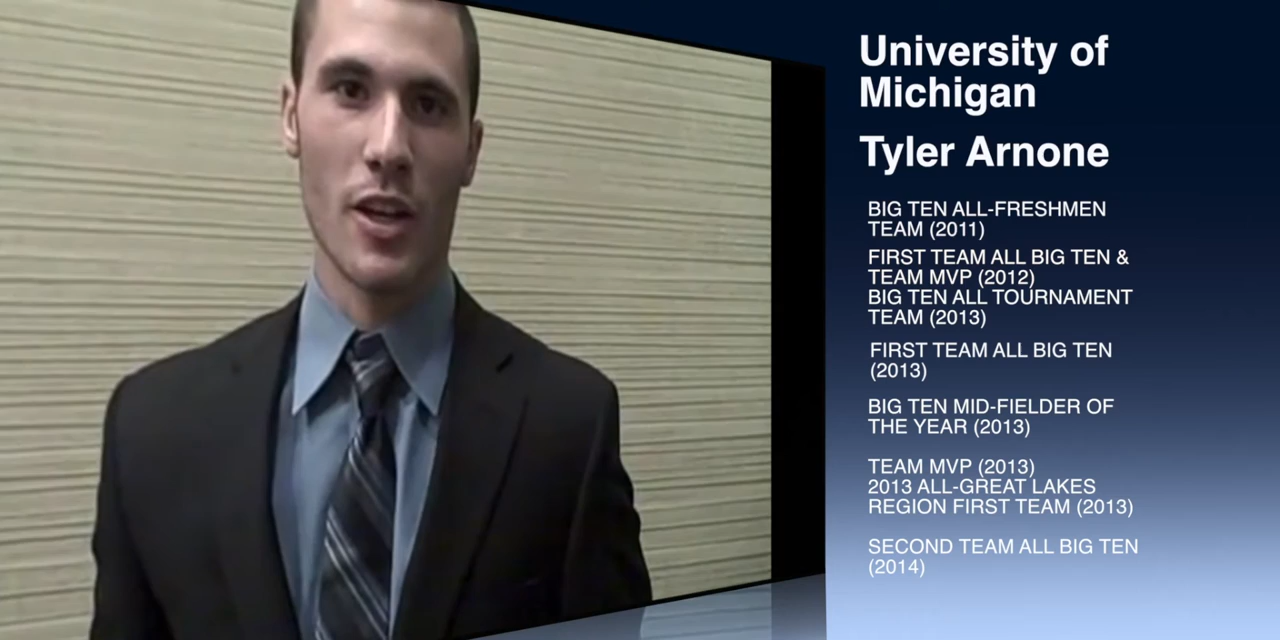 University of
Michigan
Tyler Arnone
BIG TEN ALL-FRESHMEN
TEAM (2011)
FIRST TEAM ALL BIG TEN &
TEAM MVP (2012)
BIG TEN ALL TOURNAMENT
TEAM (2013)
FIRST TEAM ALL BIG TEN
(2013)
BIG TEN MID-FIELDER OF
THE YEAR (2013)
TEAM MVP (2013)
2013 ALL-GREAT LAKES
REGION FIRST TEAM (2013)
SECOND TEAM ALL BIG TEN
(2014)